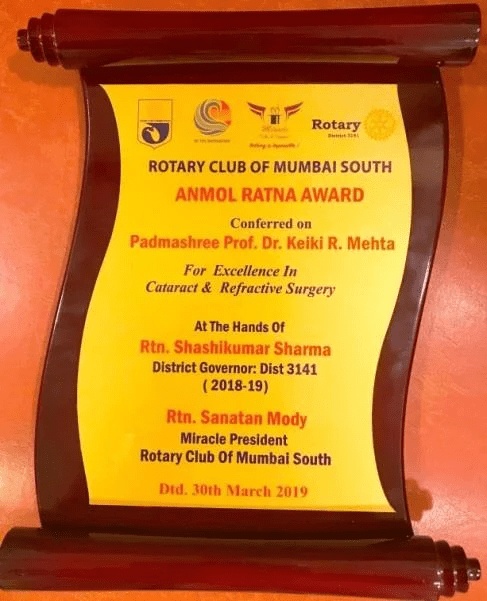 Rotary
District 3141
ROTARY CLUB OF MUMBAI SOUTH
ANMOL RATNA AWARD
Conferred on
Padmashree Prof. Dr. Keiki R. Mehta
For Excellence In
Cataract & Refractive Surgery
At The Hands Of
Rtn. Shashikumar Sharma
District Governor: Dist 3141
( 2018-19)
Rtn. Sanatan Mody
Miracle President
Rotary Club Of Mumbai South
Dtd. 30th March 2019